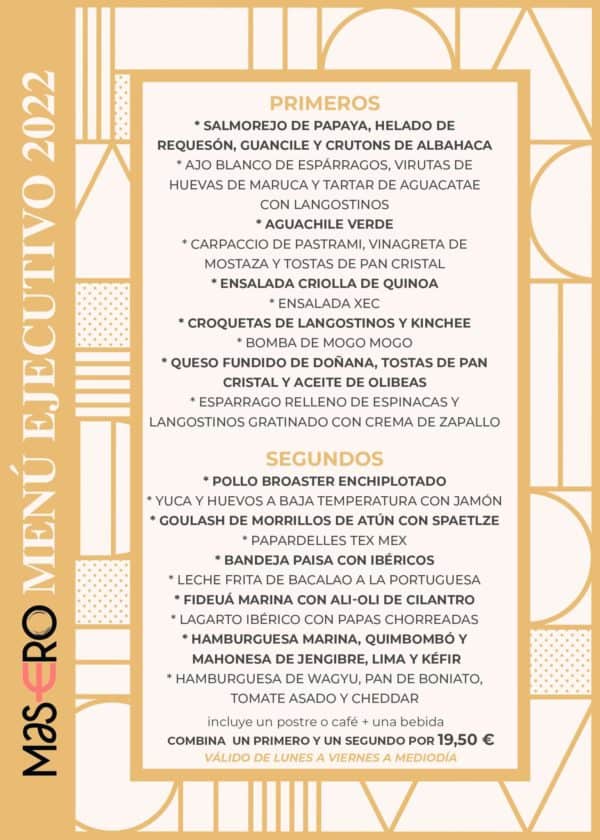 MENÚ EJECUTIVO 2022
MasCERO
PRIMEROS
* SALMOREJO DE PAPAYA, HELADO DE
REQUESÓN, GUANCILE Y CRUTONS DE ALBAHACA
* AJO BLANCO DE ESPÁRRAGOS, VIRUTAS DE
HUEVAS DE MARUCA Y TARTAR DE AGUACATAE
CON LANGOSTINOS
* AGUACHILE VERDE
* CARPACCIO DE PASTRAMI, VINAGRETA DE
MOSTAZA Y TOSTAS DE PAN CRISTAL
* ENSALADA CRIOLLA DE QUINOA
* ENSALADA XEC
* CROQUETAS DE LANGOSTINOS Y KINCHEE
* BOMBA DE MOGO MOGO
* QUESO FUNDIDO DE DOÑANA, TOSTAS DE PAN
CRISTAL Y ACEITE DE OLIBEAS
* ESPARRAGO RELLENO DE ESPINACAS Y
LANGOSTINOS GRATINADO CON CREMA DE ZAPALLO
SEGUNDOS
* POLLO BROASTER ENCHIPLOTADO
* YUCA Y HUEVOS A BAJA TEMPERATURA CON JAMÓN
* GOULASH DE MORRILLOS DE ATÚN CON SPAETLZE
* PAPARDELLES TEX MEX
* BANDEJA PAISA CON IBÉRICOS
* LECHE FRITA DE BACALAO A LA PORTUGUESA
* FIDEUÁ MARINA CON ALI-OLI DE CILANTRO
* LAGARTO IBÉRICO CON PAPAS CHORREADAS
* HAMBURGUESA MARINA, QUIMBOMBÓ Y
MAHONESA DE JENGIBRE, LIMA Y KÉFIR
* HAMBURGUESA DE WAGYU, PAN DE BONIATO,
TOMATE ASADO Y CHEDDAR
incluye un postre o café + una bebida
COMBINA UN PRIMERO Y UN SEGUNDO POR 19,50 €
VÁLIDO DE LUNES A VIERNES A MEDIODÍA